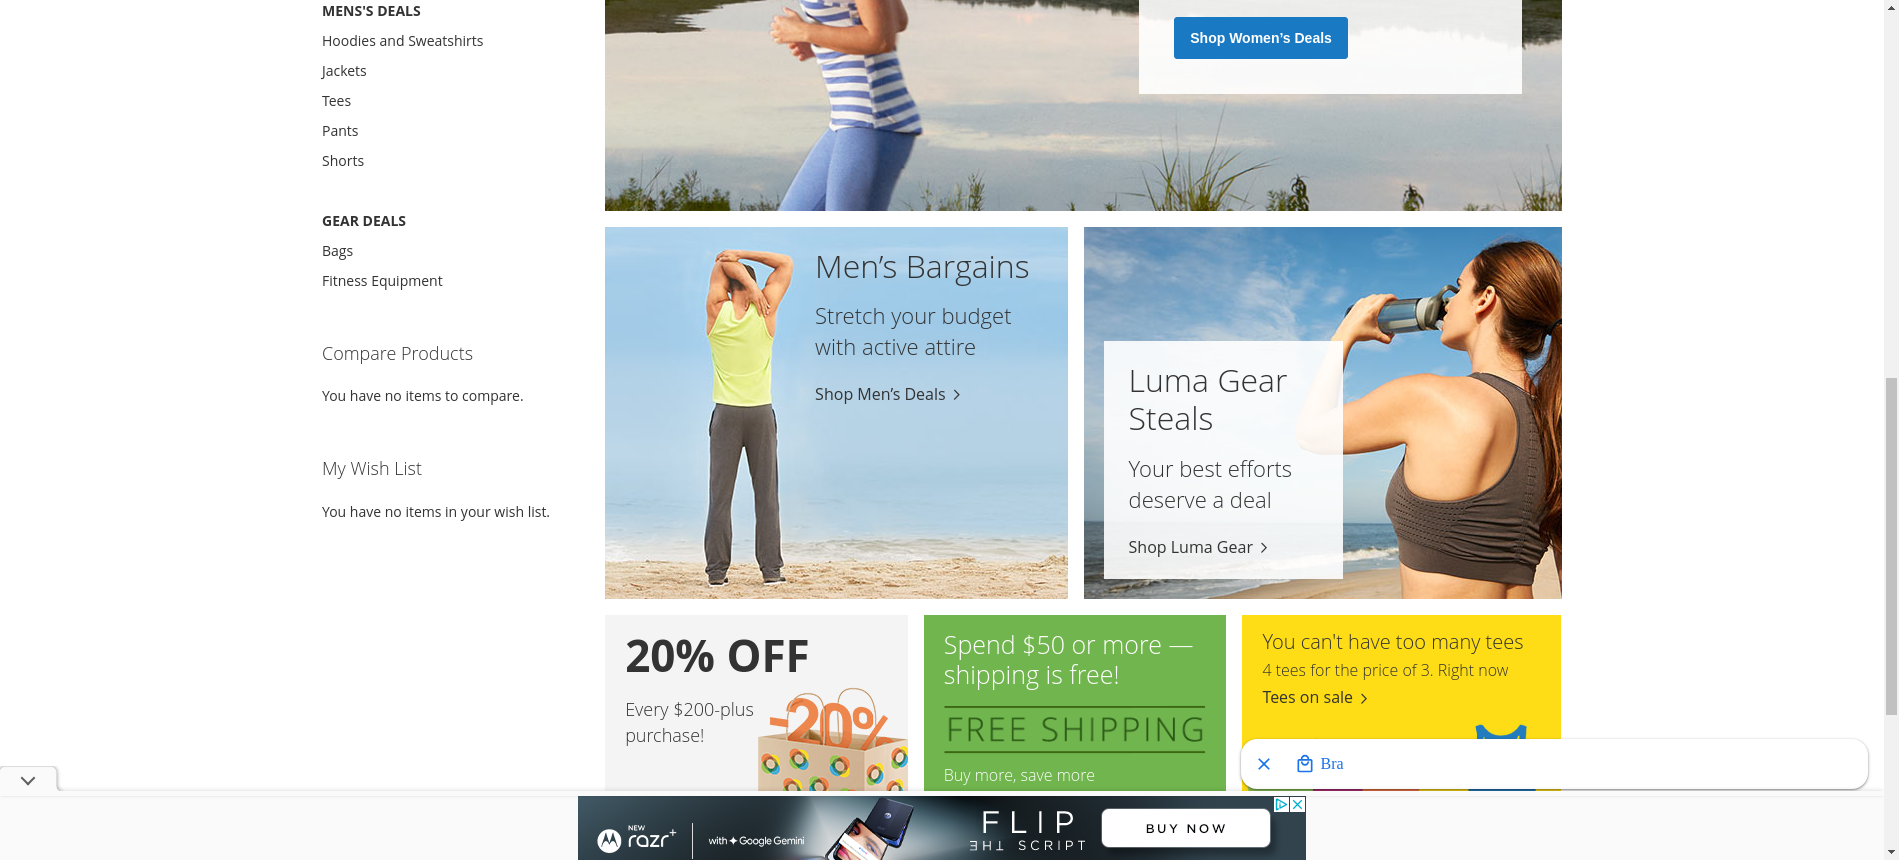 MENS'S DEALS
Hoodies and Sweatshirts
Jackets
Tees
Pants
Shorts
GEAR DEALS
Bags
Fitness Equipment
Compare Products
You have no items to compare.
My Wish List
You have no items in your wish list.
Shop Women’s Deals
Men’s Bargains
Stretch your budget
with active attire
Shop Men’s Deals
Luma Gear
Steals
Your best efforts
deserve a deal
Shop Luma Gear
20% OFF
Every $200-plus
purchase!
-20%
Spend $50 or more —
shipping is free!
FREE SHIPPING
Buy more, save more
You can't have too many tees
4 tees for the price of 3. Right now
Tees on sale
Bra
NEW
razr+
with Google Gemini
FLIP
THE SCRIPT
BUY NOW